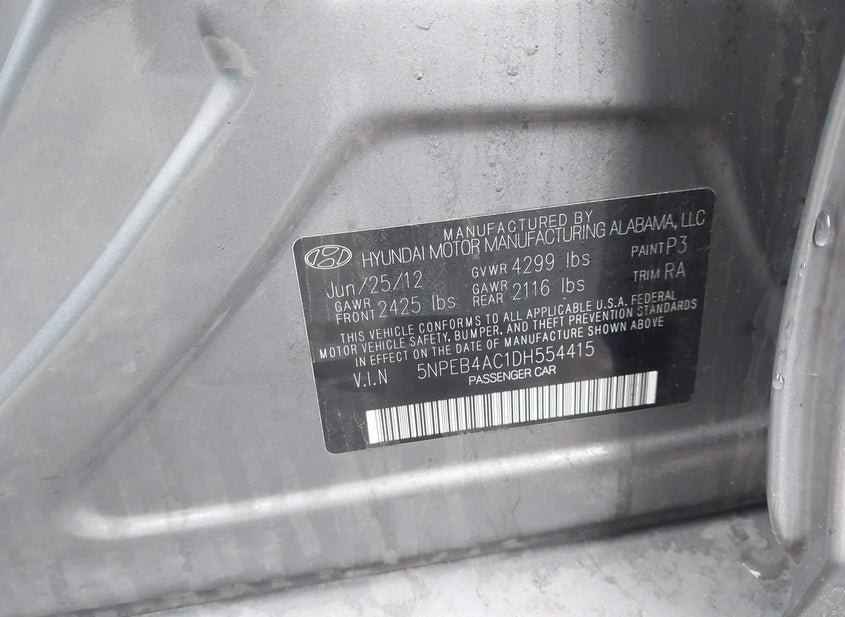 MANUFACTURED BY
HYUNDAI MOTOR MANUFACTURING ALABAMA, LLC
Jun/25/12 GVWR 4299 lbs PAINT P3
GAWR FRONT 2425 lbs GAWR REAR 2116 lbs TRIM RA
THIS VEHICLE CONFORMS TO ALL APPLICABLE U.S.A. FEDERAL
MOTOR VEHICLE SAFETY, BUMPER, AND THEFT PREVENTION STANDARDS
IN EFFECT ON THE DATE OF MANUFACTURE SHOWN ABOVE
V.I.N 5NPEB4AC1DH554415
PASSENGER CAR